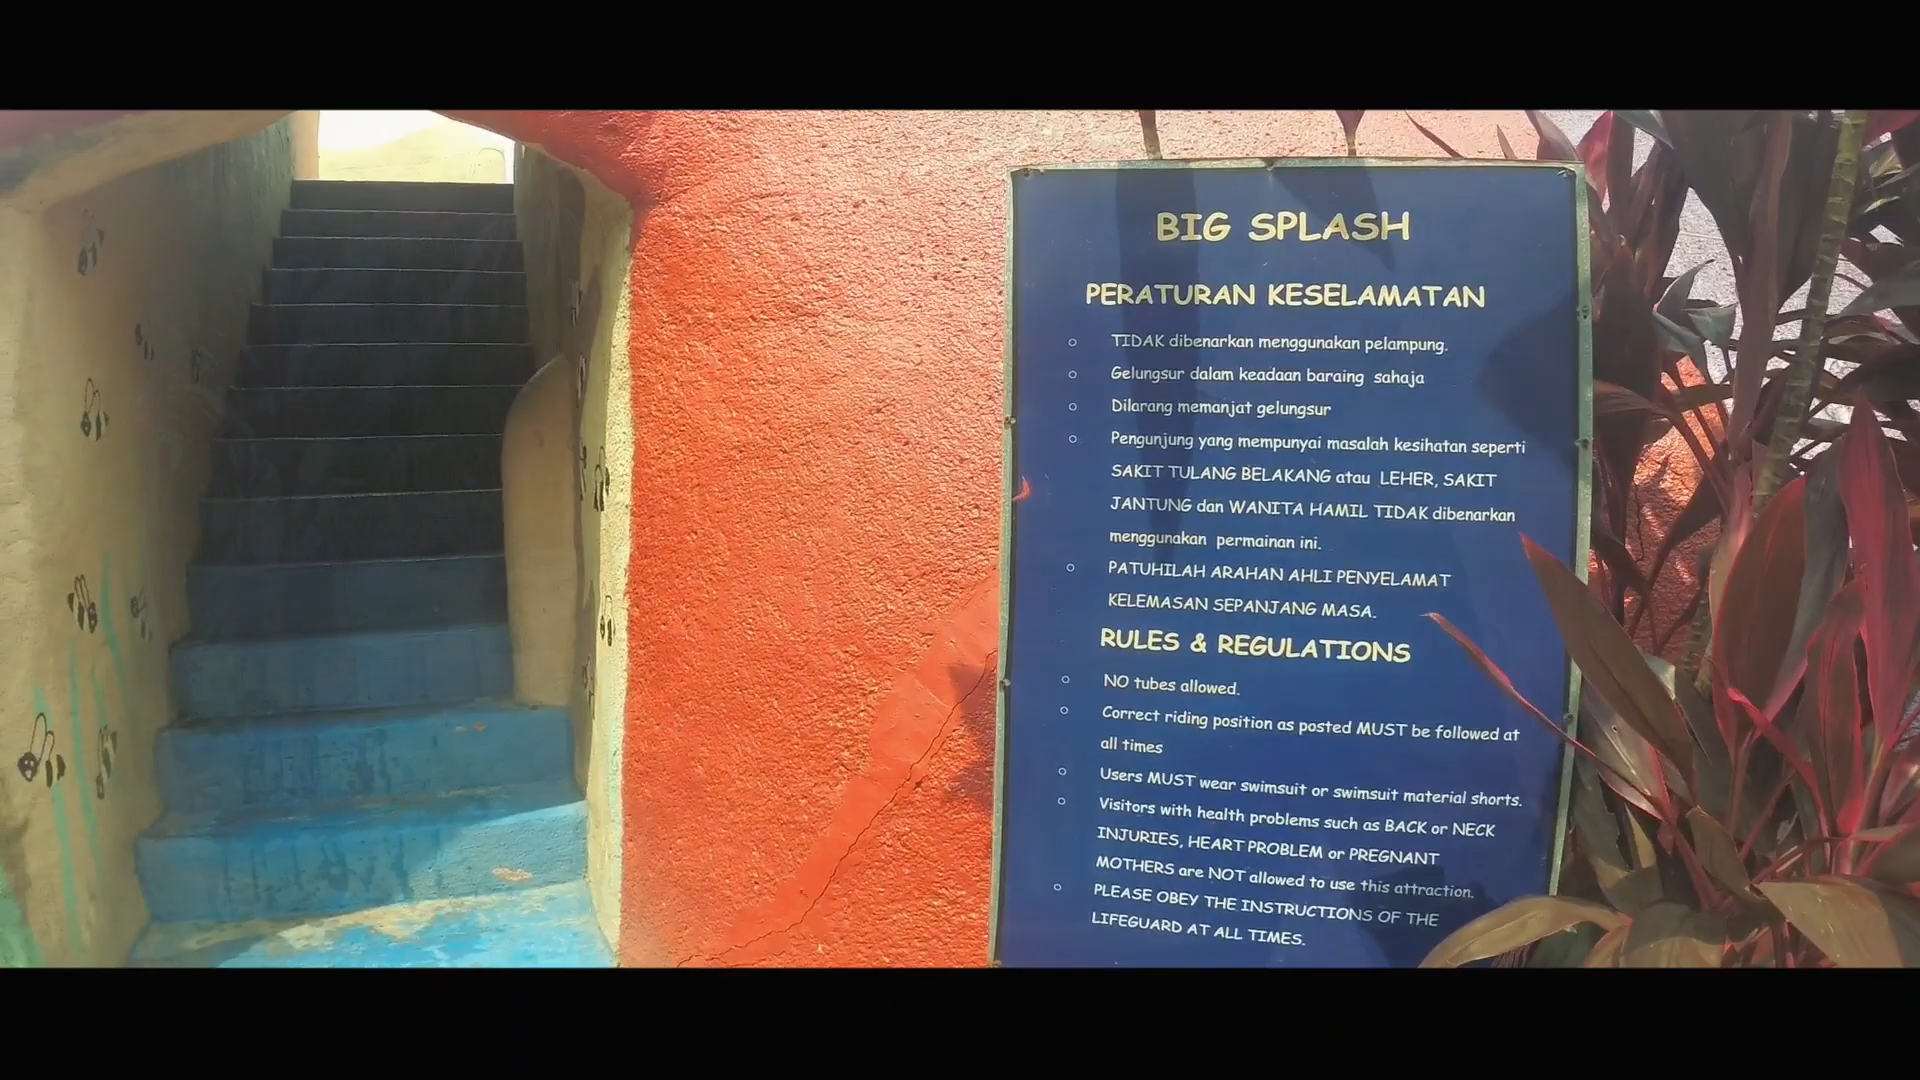 BIG SPLASH
PERATURAN KESELAMATAN
TIDAK dibenarkan menggunakan pelampung.
Gelungsur dalam keadaan baraing sahaja
Dilarang memanjat gelungsur
Pengunjung yang mempunyai masalah kesihatan seperti
SAKIT TULANG BELAKANG atau LEHER, SAKIT
JANTUNG dan WANITA HAMIL TIDAK dibenarkan
menggunakan permainan ini.
PATUHILAH ARAHAN AHLI PENYELAMAT
KELEMASAN SEPANJANG MASA.
RULES & REGULATIONS
NO tubes allowed.
Correct riding position as posted MUST be followed at
all times
Users MUST wear swimsuit or swimsuit material shorts.
Visitors with health problems such as BACK or NECK
INJURIES, HEART PROBLEM or PREGNANT
MOTHERS are NOT allowed to use this attraction.
PLEASE OBEY THE INSTRUCTIONS OF THE
LIFEGUARD AT ALL TIMES.